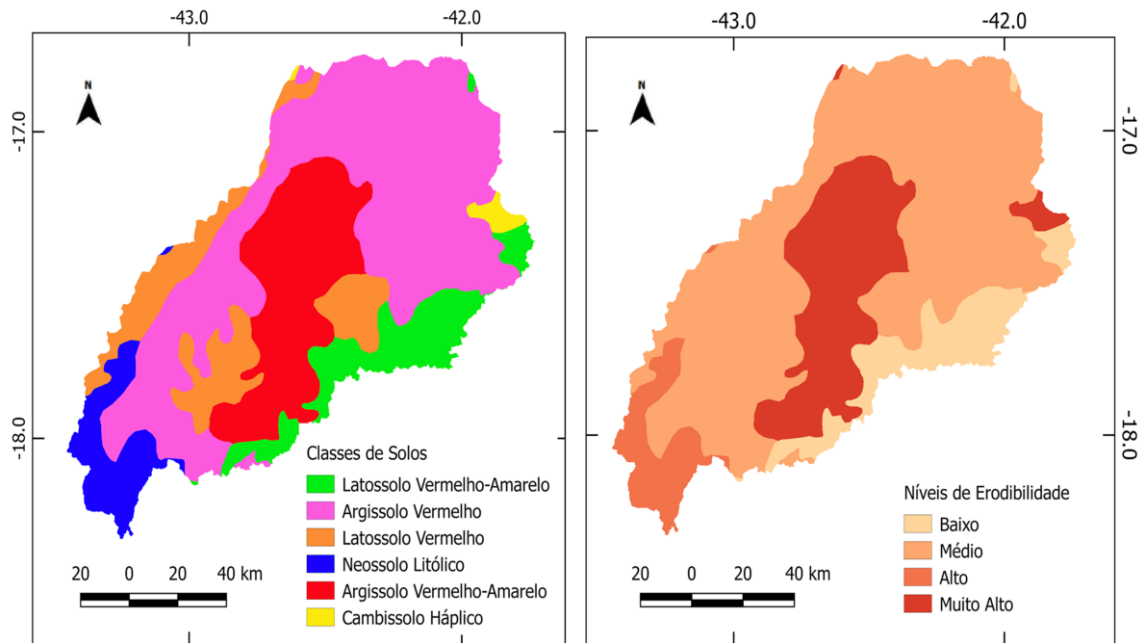 -43.0
-42.0
-17.0
-18.0
N
Classes de Solos
Latossolo Vermelho-Amarelo
Argissolo Vermelho
Latossolo Vermelho
Neossolo Litólico
Argissolo Vermelho-Amarelo
Cambissolo Háplico
20 0 20 40 km
-43.0
-42.0
-17.0
-18.0
N
Níveis de Erodibilidade
Baixo
Médio
Alto
Muito Alto
20 0 20 40 km